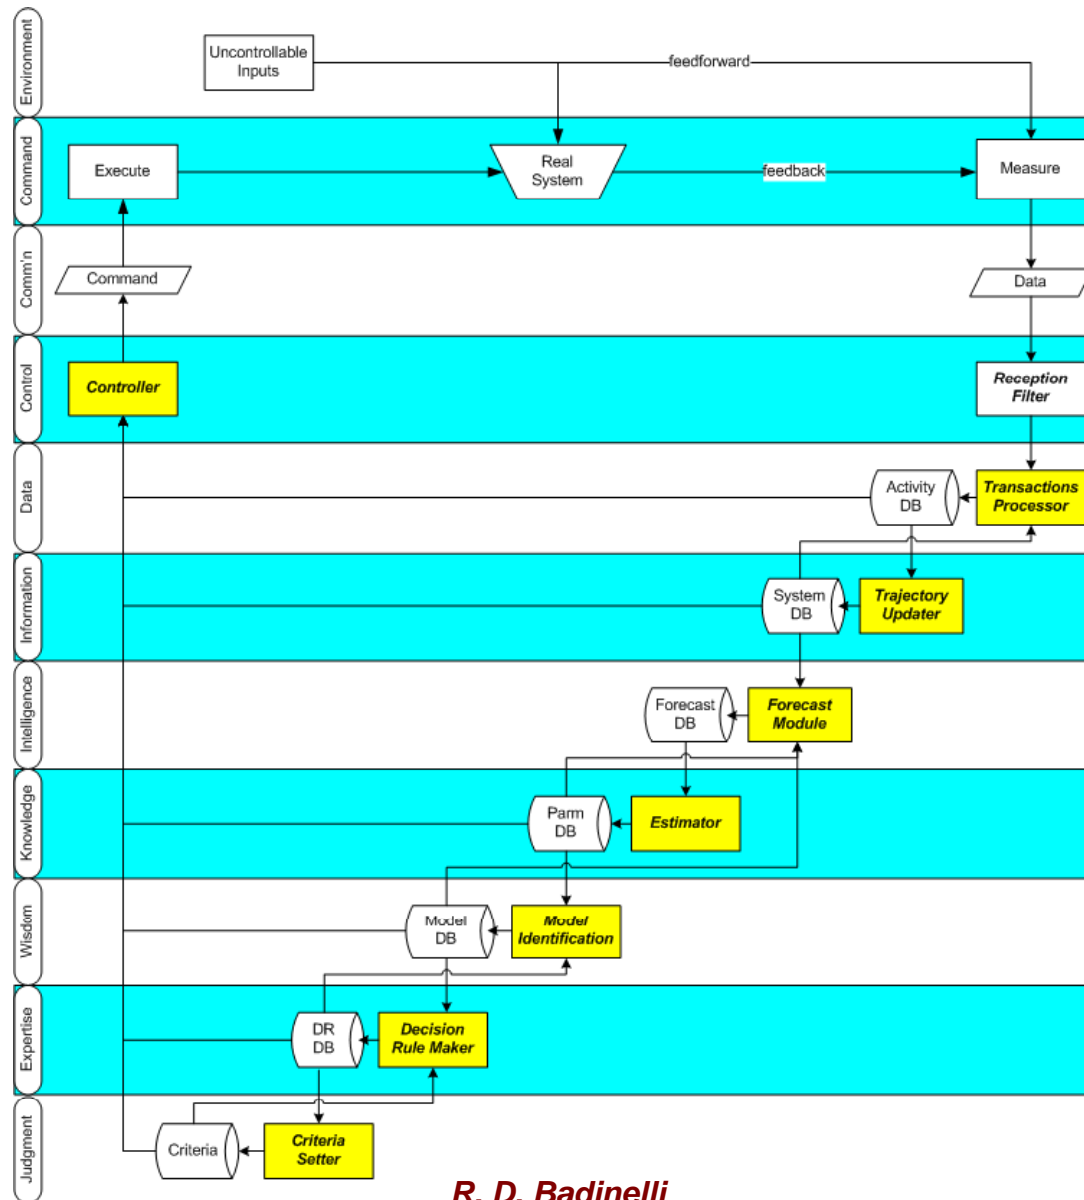 Environment
Uncontrollable
Inputs
feedforward
Command
Execute
Real
System
feedback
Measure
Comm'n
Command
Data
Control
Controller
Reception
Filter
Data
Activity
DB
Transactions
Processor
Information
System
DB
Trajectory
Updater
Intelligence
Forecast
DB
Forecast
Module
Knowledge
Parm
DB
Estimator
Wisdom
Model
DB
Model
Identification
Expertise
DR
DB
Decision
Rule Maker
Judgment
Criteria
Criteria
Setter
R. D. Badinelli